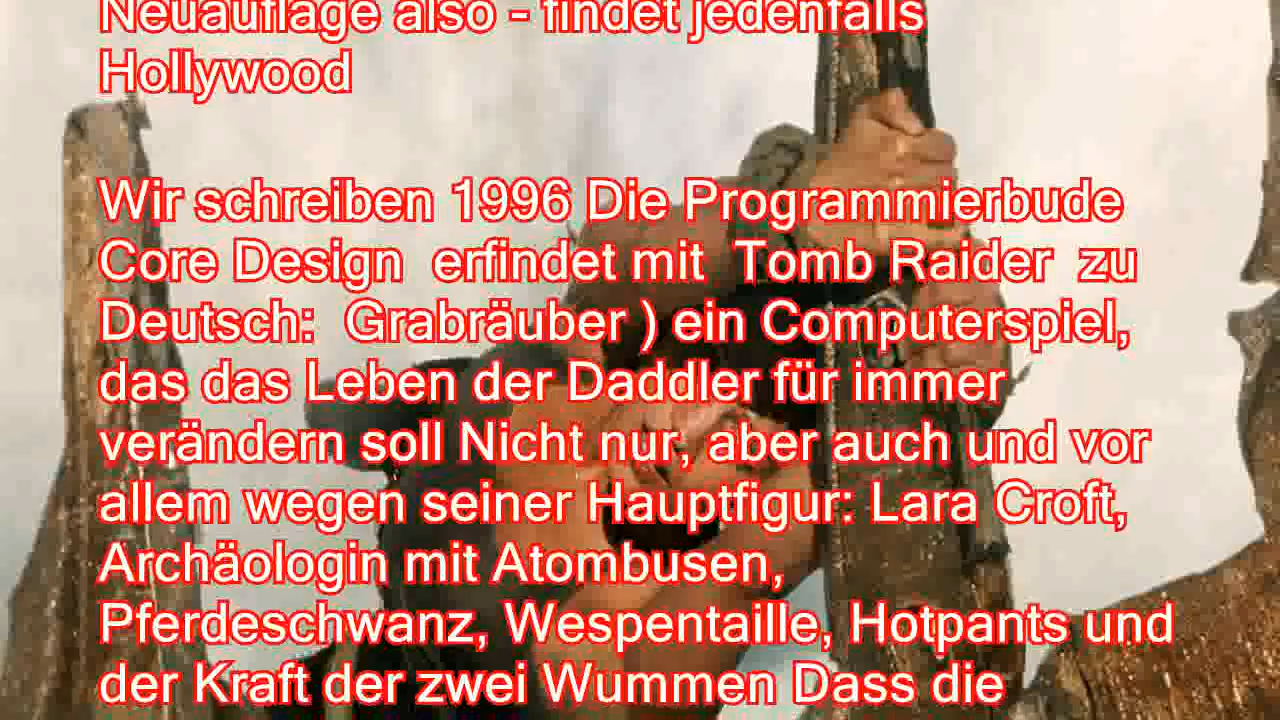 Neuauflage also - findet jedenfalls
Hollywood
Wir schreiben 1996 Die Programmierbude
Core Design erfindet mit Tomb Raider zu
Deutsch: Grabräuber ) ein Computerspiel,
das das Leben der Daddler für immer
verändern soll Nicht nur, aber auch und vor
allem wegen seiner Hauptfigur: Lara Croft,
Archäologin mit Atombusen,
Pferdeschwanz, Wespentaille, Hotpants und
der Kraft der zwei Wummen Dass die